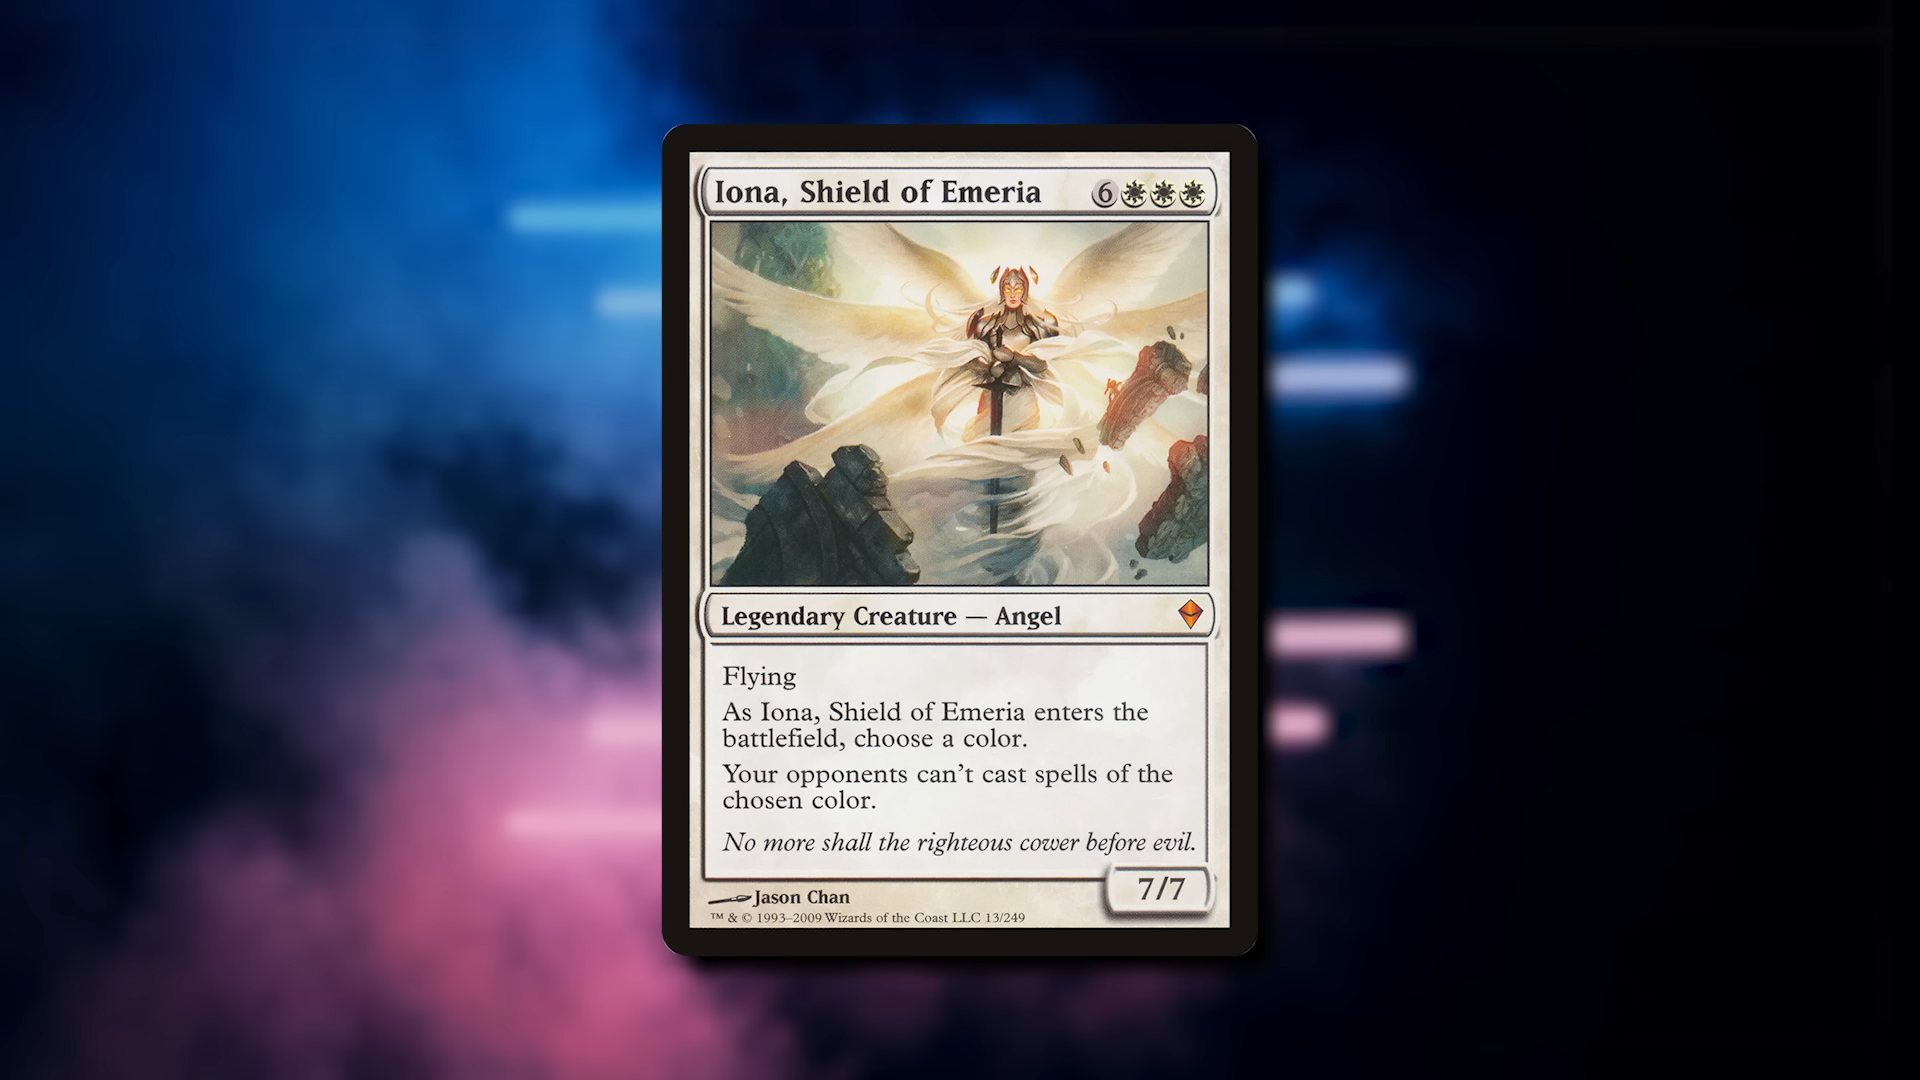 Iona, Shield of Emeria 6
Legendary Creature — Angel
Flying
As Iona, Shield of Emeria enters the
battlefield, choose a color.
Your opponents can't cast spells of the
chosen color.
No more shall the righteous cower before evil.
7/7
Jason Chan
™ & © 1993–2009 Wizards of the Coast LLC 13/249